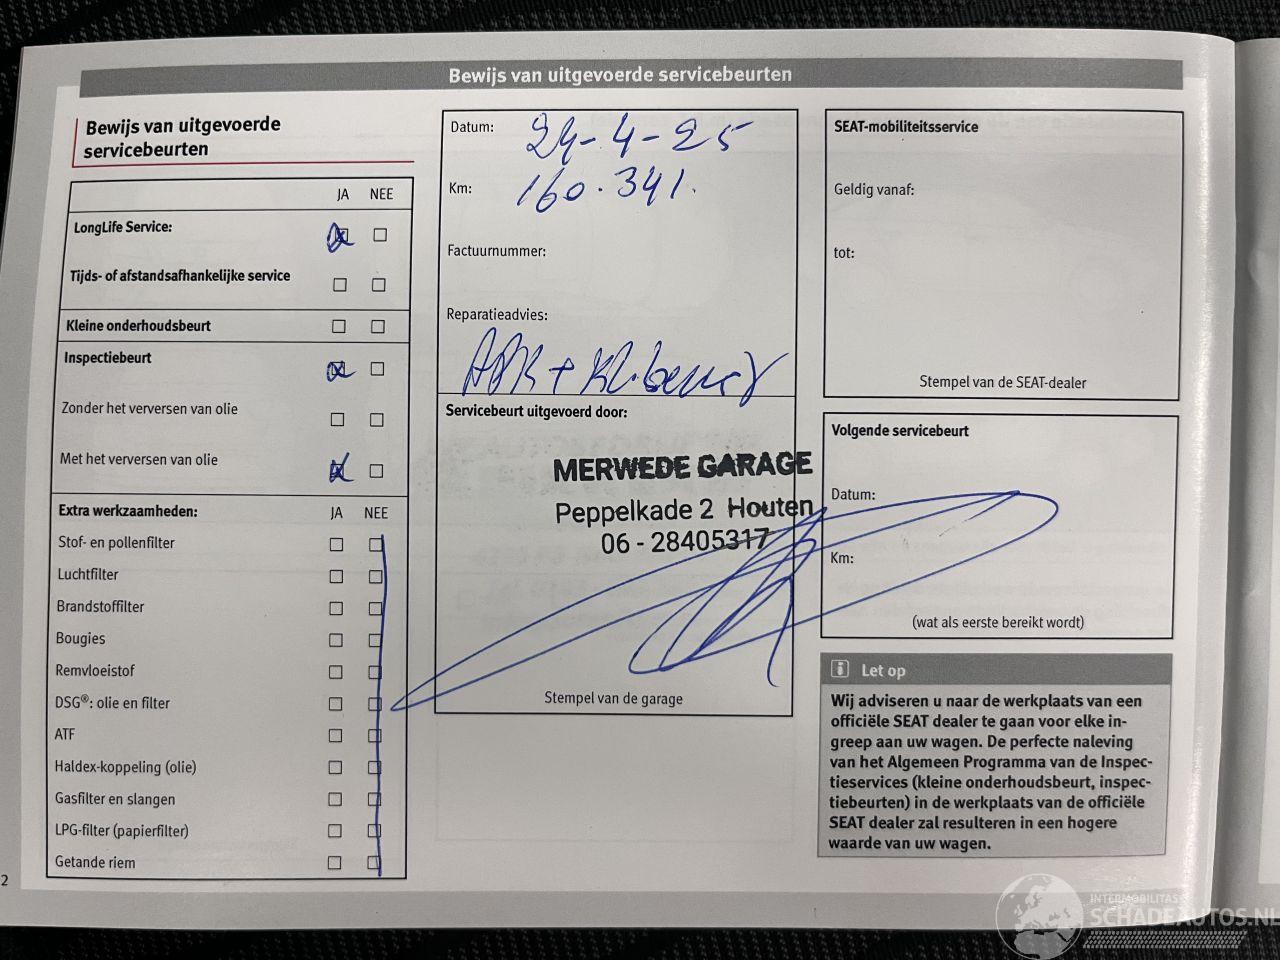 Bewijs van uitgevoerde servicebeurten
Bewijs van uitgevoerde
servicebeurten
JA NEE
LongLife Service:
Tijds- of afstandsafhankelijke service
Kleine onderhoudsbeurt
Inspectiebeurt
Zonder het verversen van olie
Met het verversen van olie
Extra werkzaamheden: JA NEE
Stof- en pollenfilter
Luchtfilter
Brandstoffilter
Bougies
Remvloeistof
DSG®: olie en filter
ATF
Haldex-koppeling (olie)
Gasfilter en slangen
LPG-filter (papierfilter)
Getande riem
2
Datum: 24-4-25
Km: 160.341.
Factuurnummer:
Reparatieadvies:
APK + Kl. beurt
Servicebeurt uitgevoerd door:
MERWEDE GARAGE
Peppelkade 2 Houten
06 - 28405317
Stempel van de garage
SEAT-mobiliteitsservice
Geldig vanaf:
tot:
Stempel van de SEAT-dealer
Volgende servicebeurt
Datum:
Km:
(wat als eerste bereikt wordt)
i Let op
Wij adviseren u naar de werkplaats van een
officiële SEAT dealer te gaan voor elke in-
greep aan uw wagen. De perfecte naleving
van het Algemeen Programma van de Inspec-
tieservices (kleine onderhoudsbeurt, inspec-
tiebeurten) in de werkplaats van de officiële
SEAT dealer zal resulteren in een hogere
waarde van uw wagen.
INTERMOBILITAS
SCHADEAUTOS.NL